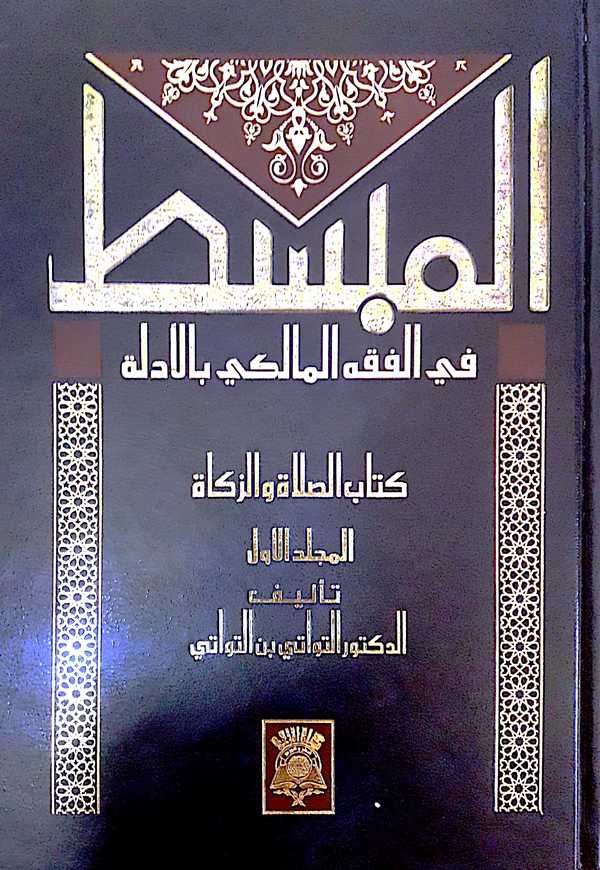 المبسط
في الفقه المالكي بالأدلة
كتاب الصلاة والزكاة
المجلد الأول
تأليف
الدكتور التواتي بن التواتي